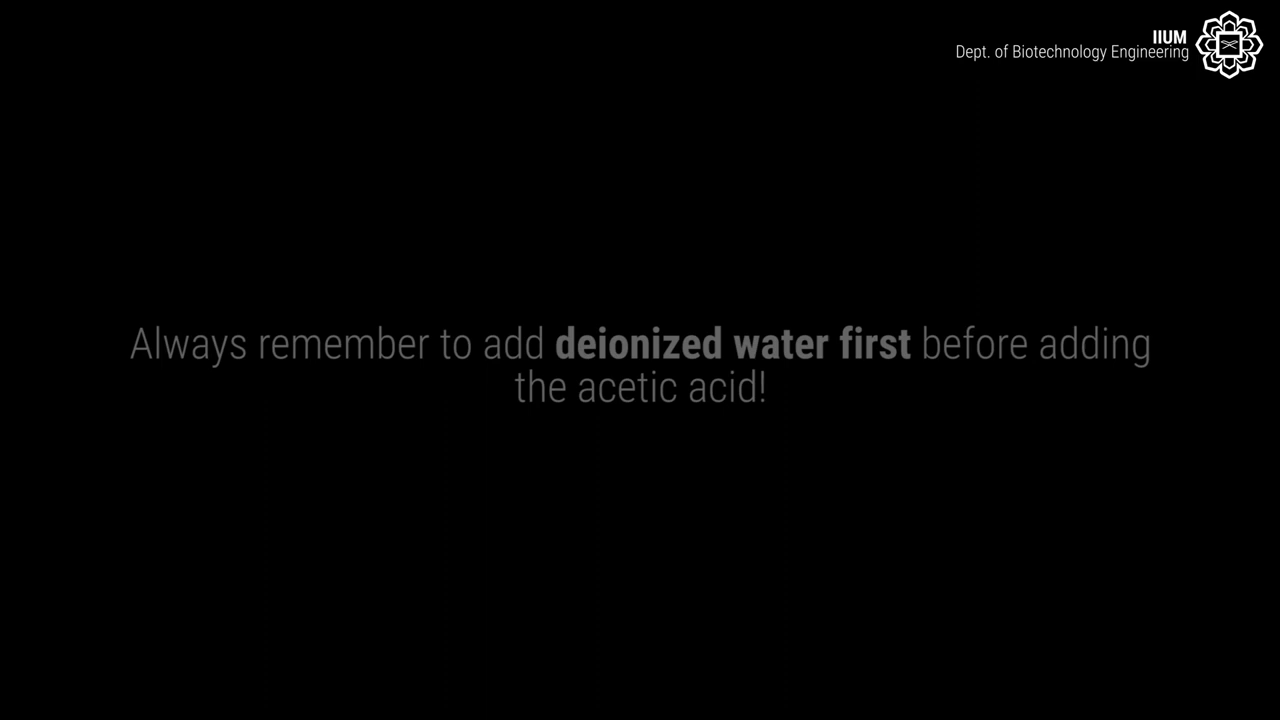 IIUM
Dept. of Biotechnology Engineering
Always remember to add deionized water first before adding
the acetic acid!